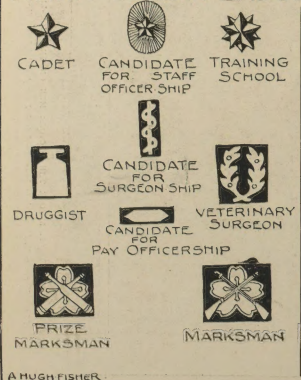 CADET
CANDIDATE
FOR STAFF
OFFICER SHIP
TRAINING
SCHOOL
CANDIDATE
FOR
SURGEON SHIP
DRUGGIST
VETERINARY
SURGEON
CANDIDATE
FOR
PAY OFFICERSHIP
PRIZE
MARKSMAN
MARKSMAN
A HUGH FISHER